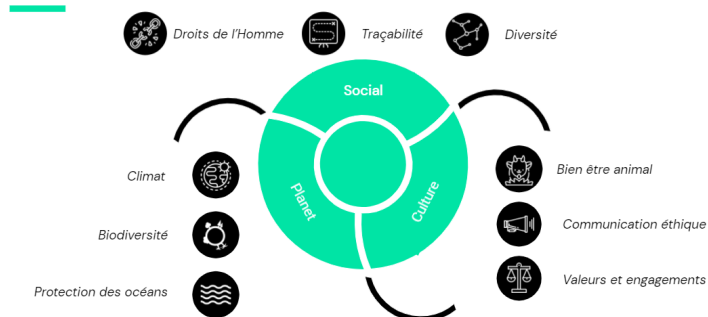 Droits de l'Homme
Traçabilité
Diversité
Social
Planet
Culture
Climat
Biodiversité
Protection des océans
Bien être animal
Communication éthique
Valeurs et engagements